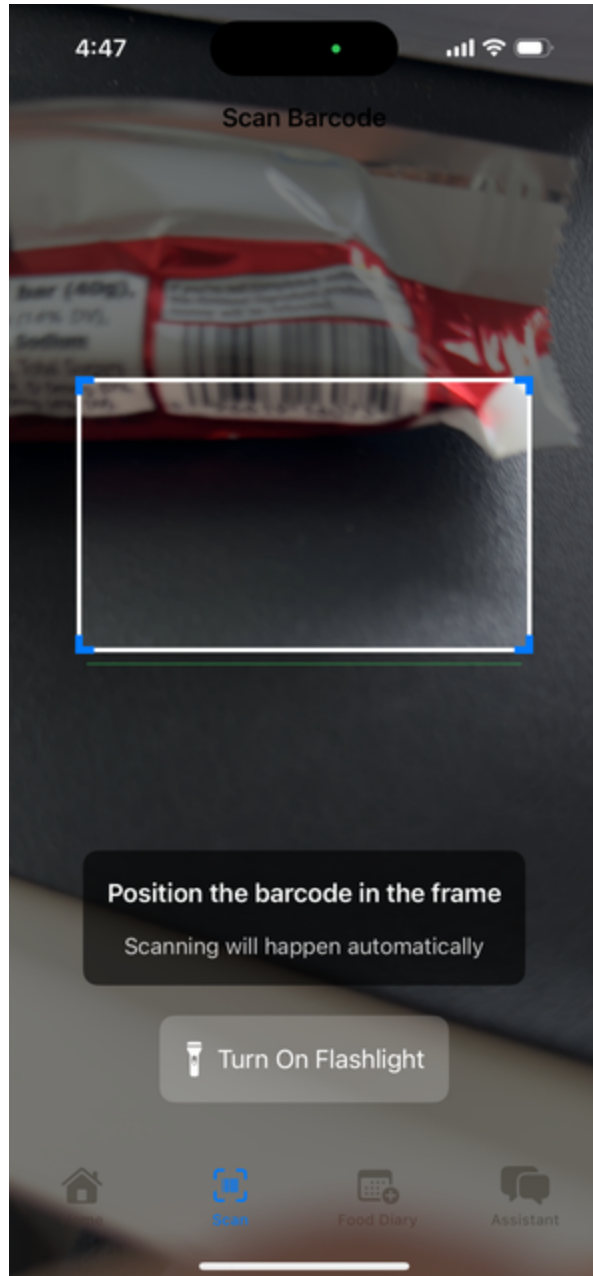 4:47
Scan Barcode
bar (40g),
Sodium
Position the barcode in the frame
Scanning will happen automatically
Turn On Flashlight
Home
Scan
Food Diary
Assistant